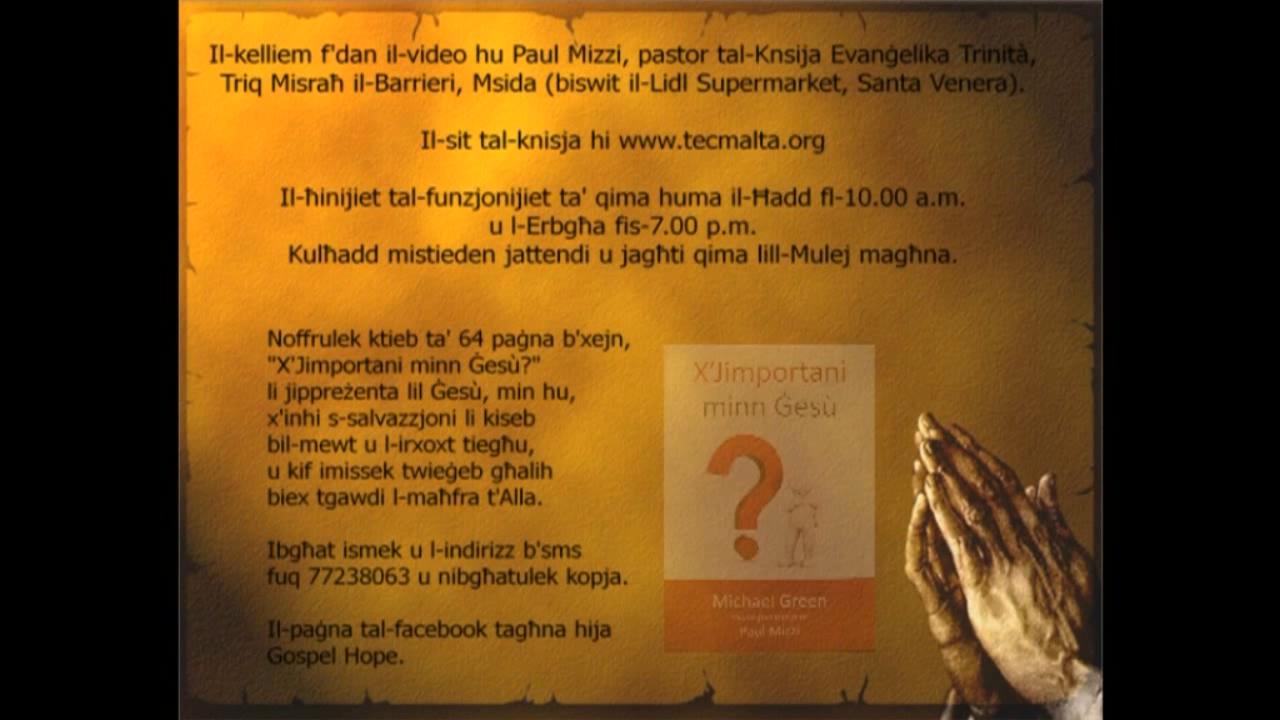 Il-kelliem f'dan il-video hu Paul Mizzi, pastor tal-Knsija Evanġelika Trinità,
Triq Misraħ il-Barrieri, Msida (biswit il-Lidl Supermarket, Santa Venera).
Il-sit tal-knisja hi www.tecmalta.org
Il-ħinijiet tal-funzjonijiet ta' qima huma il-Ħadd fl-10.00 a.m.
u l-Erbgħa fis-7.00 p.m.
Kulħadd mistieden jattendi u jagħti qima lill-Mulej magħna.
Noffrulek ktieb ta' 64 paġna b'xejn,
"X'Jimportani minn Ġesù?"
li jippreżenta lil Ġesù, min hu,
x'inhi s-salvazzjoni li kiseb
bil-mewt u l-irxoxt tiegħu,
u kif imissek twieġeb għalih
biex tgawdi l-maħfra t'Alla.
Ibgħat ismek u l-indirizz b'sms
fuq 77238063 u nibgħatulek kopja.
Il-paġna tal-facebook tagħna hija
Gospel Hope.
X'Jimportani
minn Ġesù
?
Michael Green
Paul Mizzi